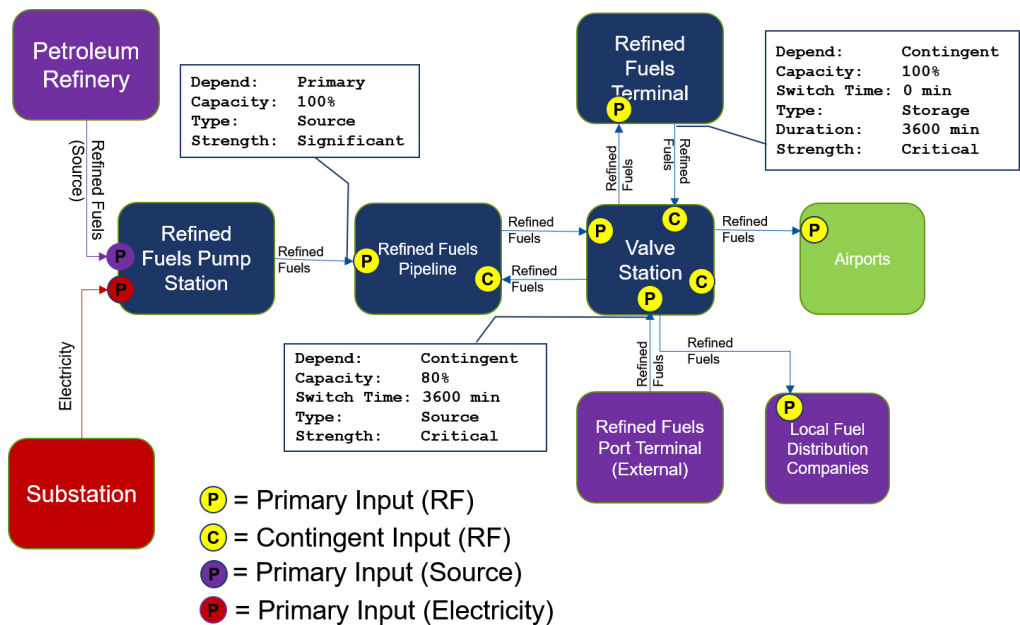 Petroleum
Refinery
Refined Fuels
(Source)
Depend: Primary
Capacity: 100%
Type: Source
Strength: Significant
Refined
Fuels
Terminal
P
Depend: Contingent
Capacity: 100%
Switch Time: 0 min
Type: Storage
Duration: 3600 min
Strength: Critical
Refined
Fuels
Refined
Fuels
P
P
Refined
Fuels Pump
Station
Refined
Fuels
P
Refined Fuels
Pipeline
C
Refined
Fuels
Refined
Fuels
P
C
Valve
Station
C
P
Refined
Fuels
P
Airports
Electricity
Depend: Contingent
Capacity: 80%
Switch Time: 3600 min
Type: Source
Strength: Critical
Refined
Fuels
Refined
Fuels
Refined Fuels
Port Terminal
(External)
P
Local Fuel
Distribution
Companies
Substation
P = Primary Input (RF)
C = Contingent Input (RF)
P = Primary Input (Source)
P = Primary Input (Electricity)